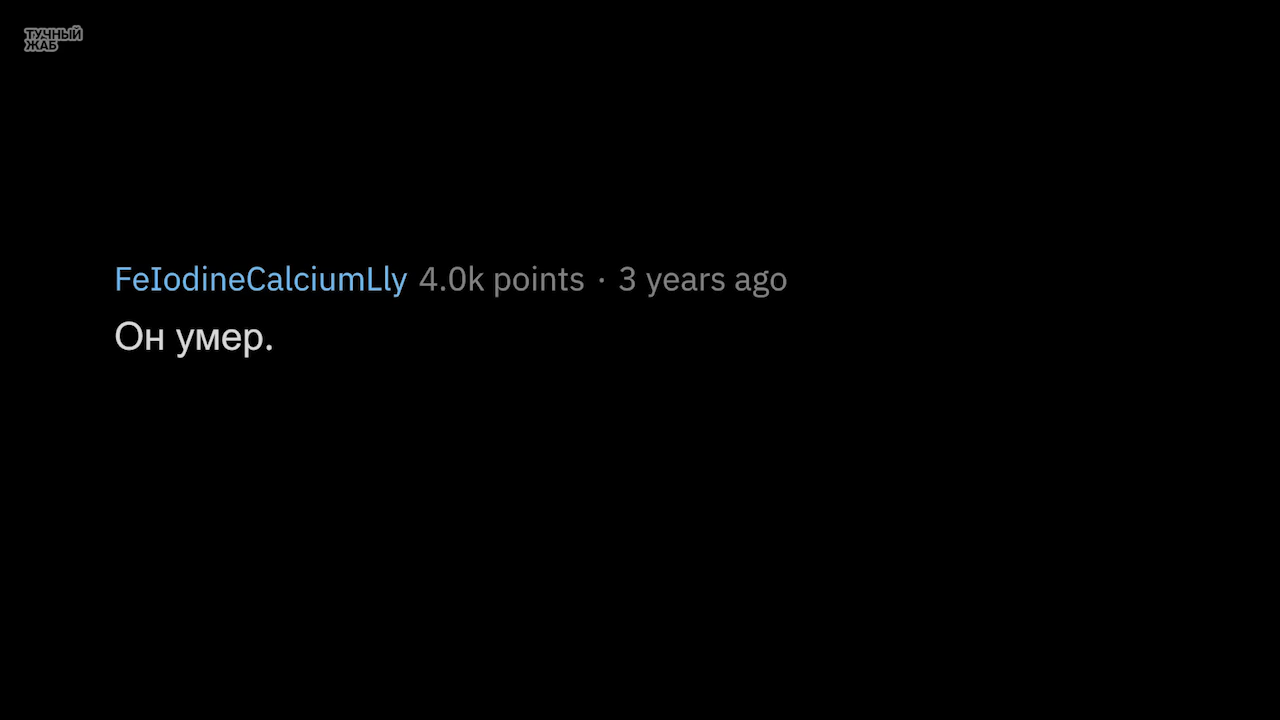 ТУЧНЫЙ
ЖАБ
FeIodineCalciumLly 4.0k points · 3 years ago
Он умер.